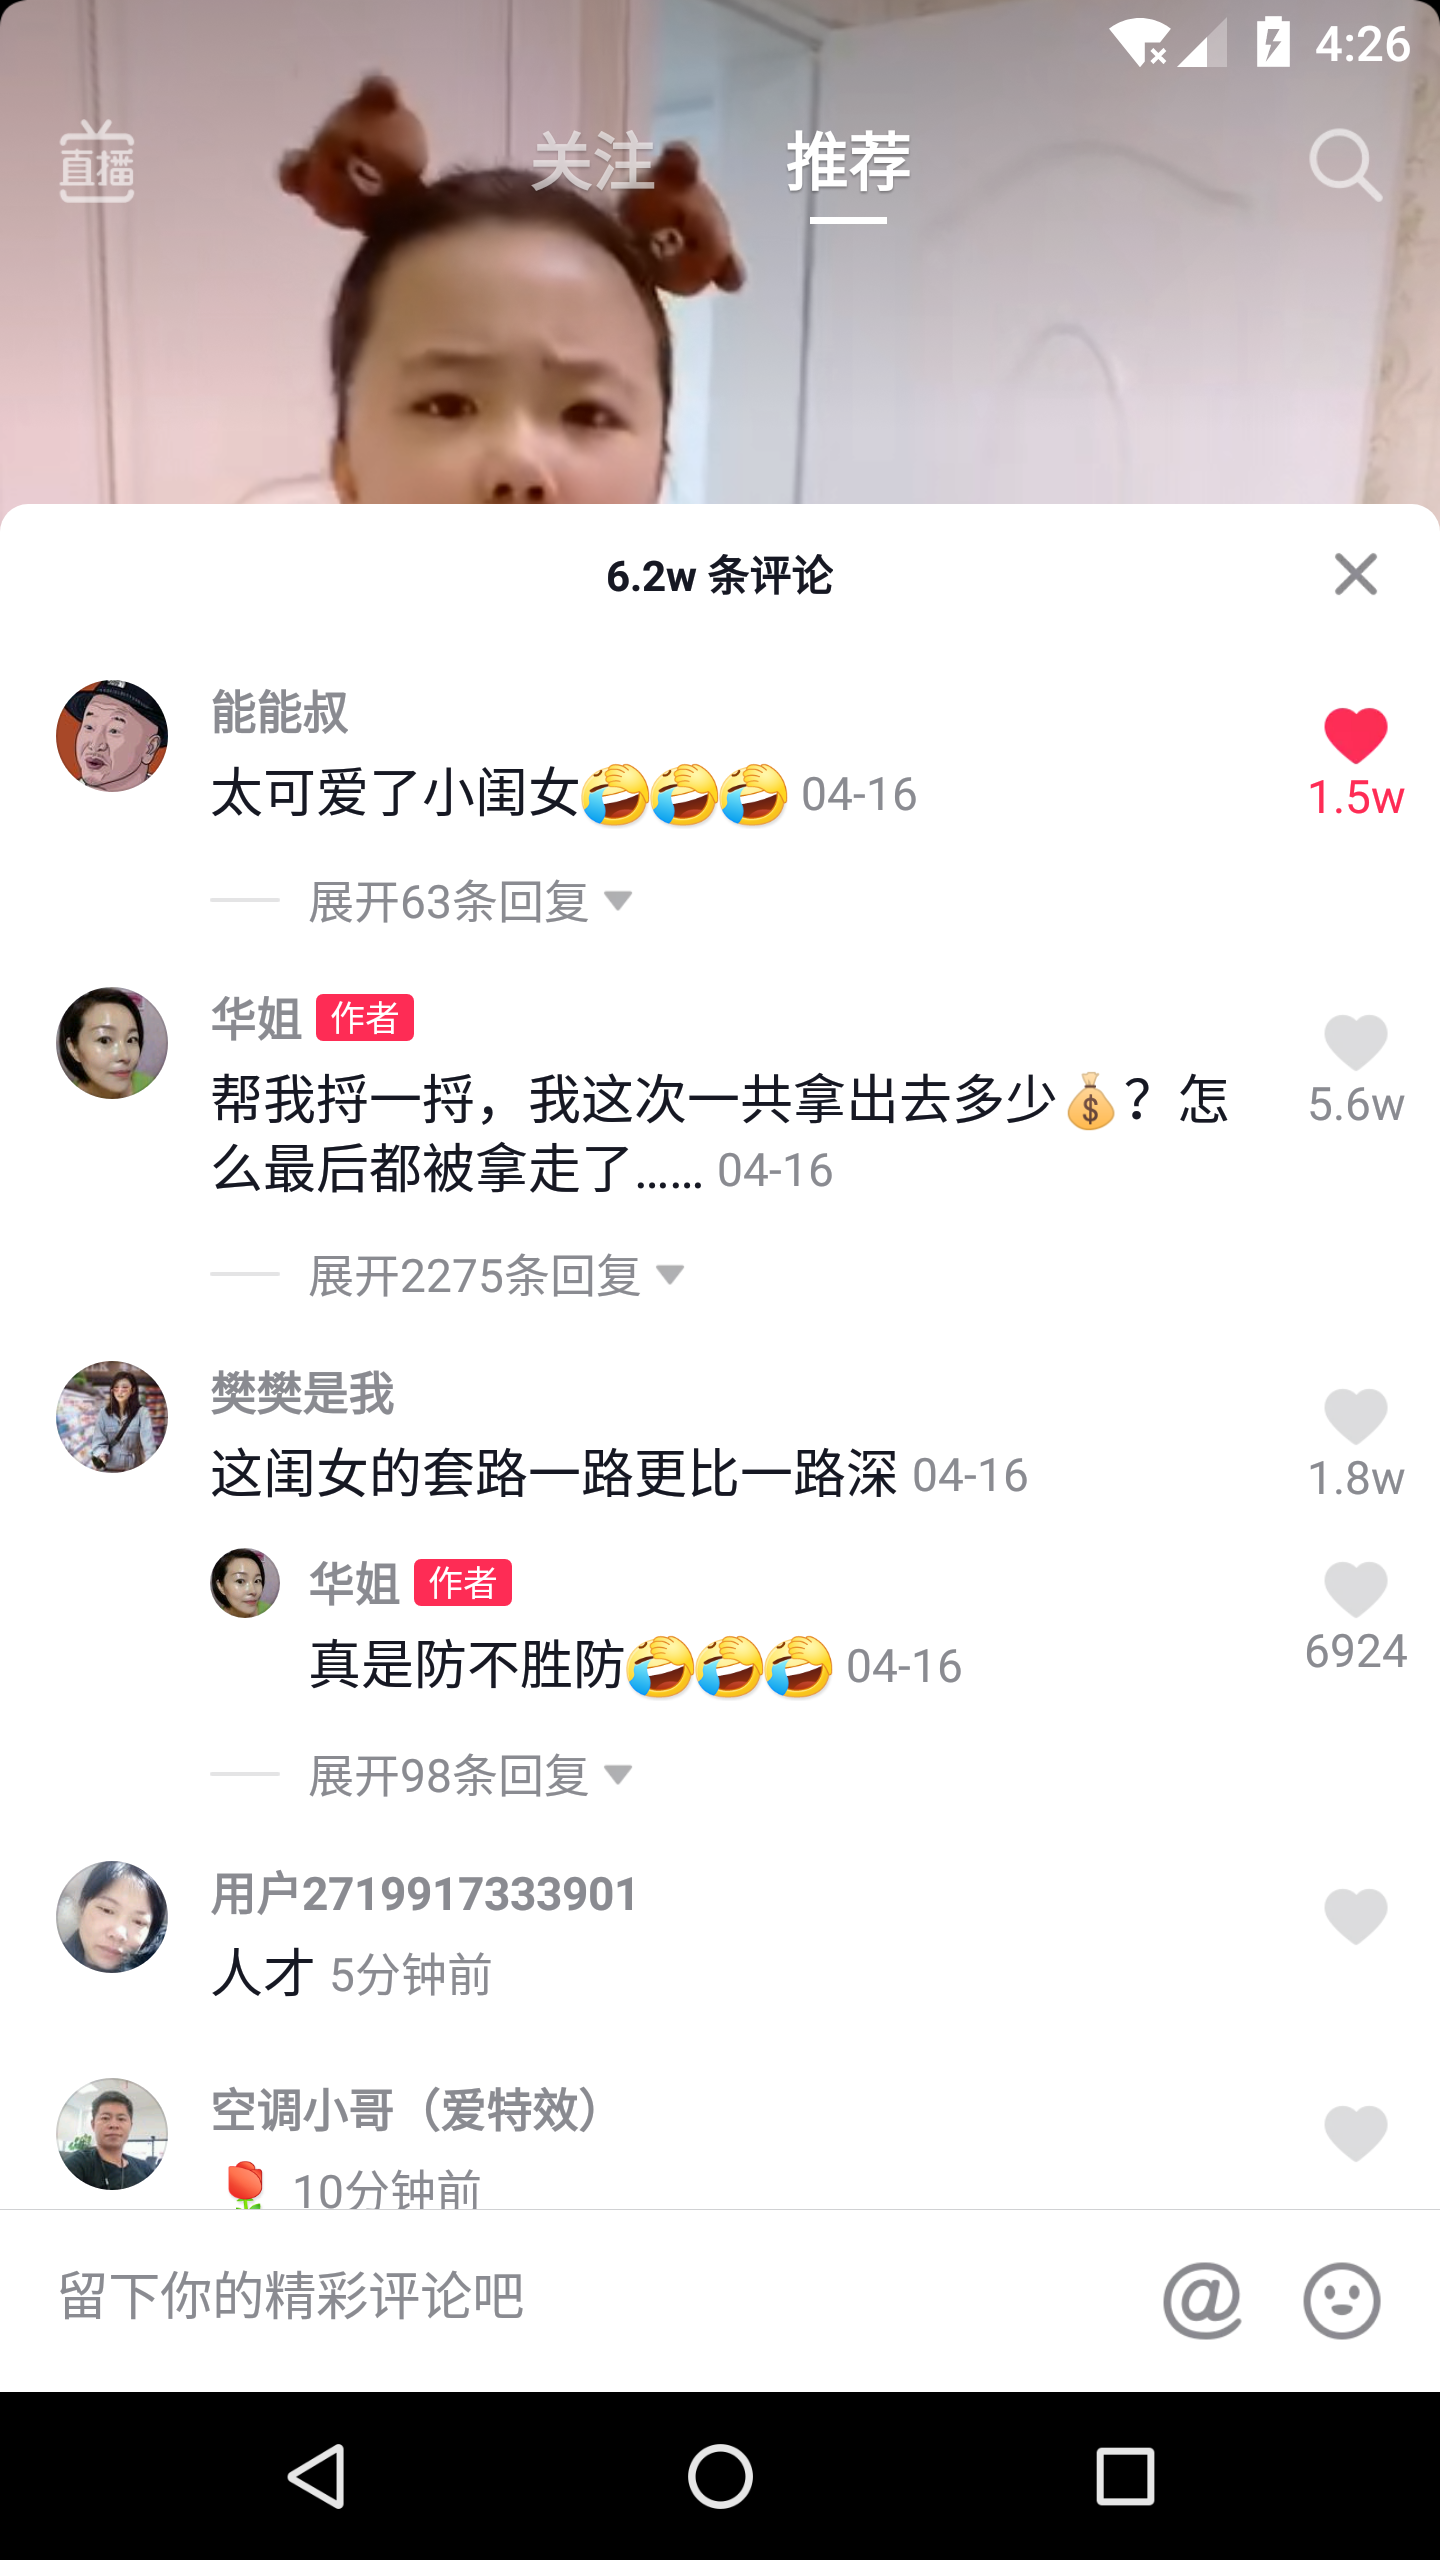 4:26
直播
关注 推荐
6.2w 条评论
能能叔
太可爱了小闺女🤣🤣🤣 04-16
1.5w
展开63条回复
华姐 作者
帮我捋一捋，我这次一共拿出去多少💰？怎
么最后都被拿走了…… 04-16
5.6w
展开2275条回复
樊樊是我
这闺女的套路一路更比一路深 04-16
1.8w
华姐 作者
真是防不胜防🤣🤣🤣 04-16
6924
展开98条回复
用户2719917333901
人才 5分钟前
空调小哥（爱特效）
🌹 10分钟前
留下你的精彩评论吧
@